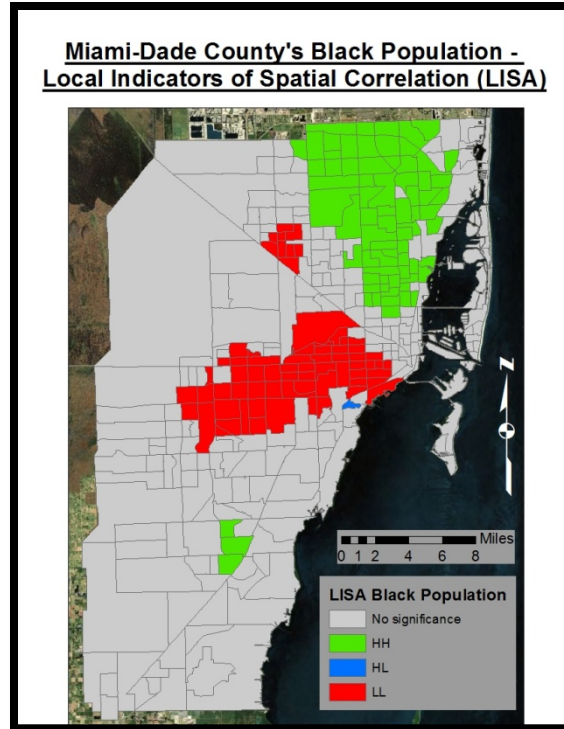 Miami-Dade County's Black Population -
Local Indicators of Spatial Correlation (LISA)
N
Miles
0 1 2 4 6 8
LISA Black Population
No significance
HH
HL
LL